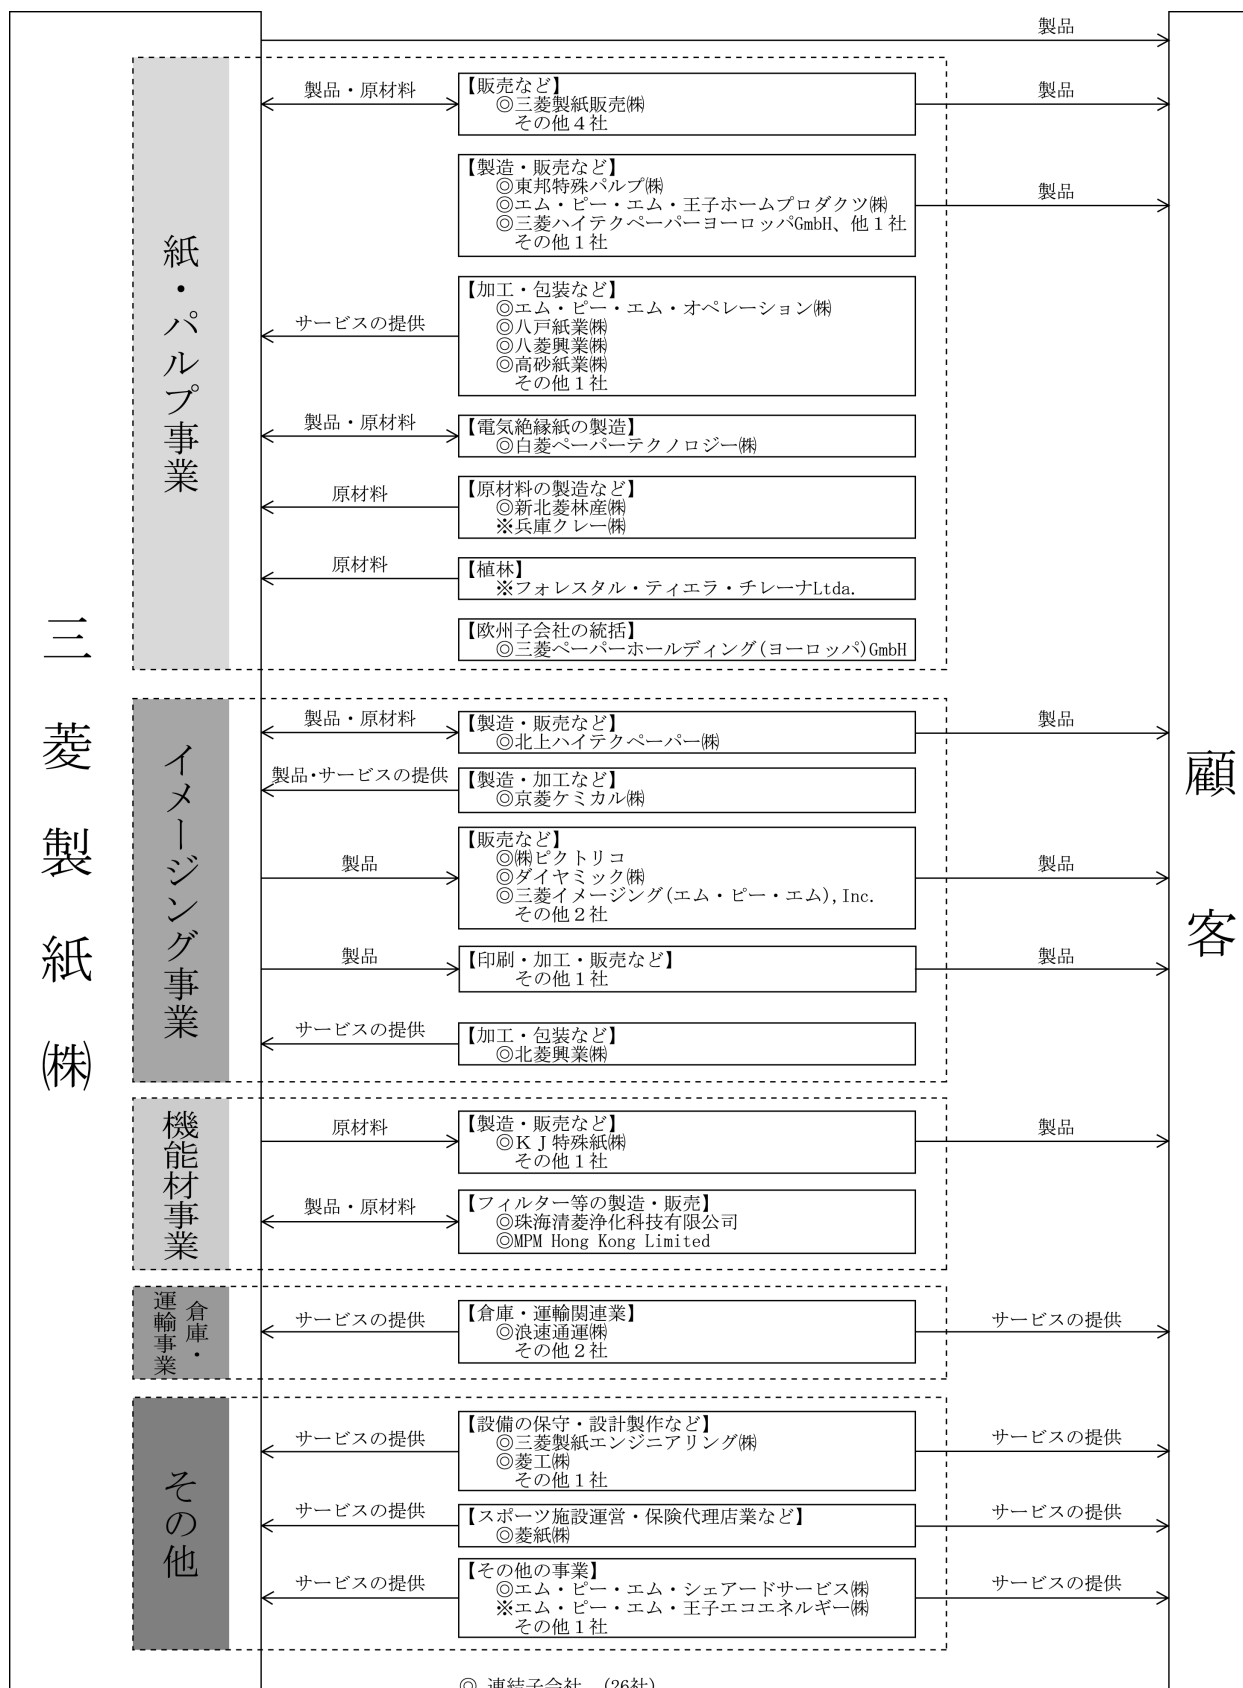 三菱製紙㈱
顧客
製品
紙・パルプ事業
製品・原材料
【販売など】
◎三菱製紙販売㈱
その他４社
製品
【製造・販売など】
◎東邦特殊パルプ㈱
◎エム・ピー・エム・王子ホームプロダクツ㈱
◎三菱ハイテクペーパーヨーロッパGmbH、他１社
その他１社
製品
サービスの提供
【加工・包装など】
◎エム・ピー・エム・オペレーション㈱
◎八戸紙業㈱
◎八菱興業㈱
◎高砂紙業㈱
その他１社
製品・原材料
【電気絶縁紙の製造】
◎白菱ペーパーテクノロジー㈱
原材料
【原材料の製造など】
◎新北菱林産㈱
※兵庫クレー㈱
原材料
【植林】
※フォレスタル・ティエラ・チレーナLtda.
【欧州子会社の統括】
◎三菱ペーパーホールディング(ヨーロッパ)GmbH
イメージング事業
製品・原材料
【製造・販売など】
◎北上ハイテクペーパー㈱
製品
製品・サービスの提供
【製造・加工など】
◎京菱ケミカル㈱
製品
【販売など】
◎㈱ピクトリコ
◎ダイヤミック㈱
◎三菱イメージング(エム・ピー・エム),Inc.
その他２社
製品
製品
【印刷・加工・販売など】
その他１社
製品
サービスの提供
【加工・包装など】
◎北菱興業㈱
機能材事業
原材料
【製造・販売など】
◎ＫＪ特殊紙㈱
その他１社
製品
製品・原材料
【フィルター等の製造・販売】
◎珠海清菱浄化科技有限公司
◎MPM Hong Kong Limited
倉庫・
運輸事業
サービスの提供
【倉庫・運輸関連業】
◎浪速通運㈱
その他２社
サービスの提供
その他
サービスの提供
【設備の保守・設計製作など】
◎三菱製紙エンジニアリング㈱
◎菱工㈱
その他１社
サービスの提供
サービスの提供
【スポーツ施設運営・保険代理店業など】
◎菱紙㈱
サービスの提供
サービスの提供
【その他の事業】
◎エム・ピー・エム・シェアードサービス㈱
※エム・ピー・エム・王子エコエネルギー㈱
その他１社
サービスの提供
◎ 連結子会社 (26社)